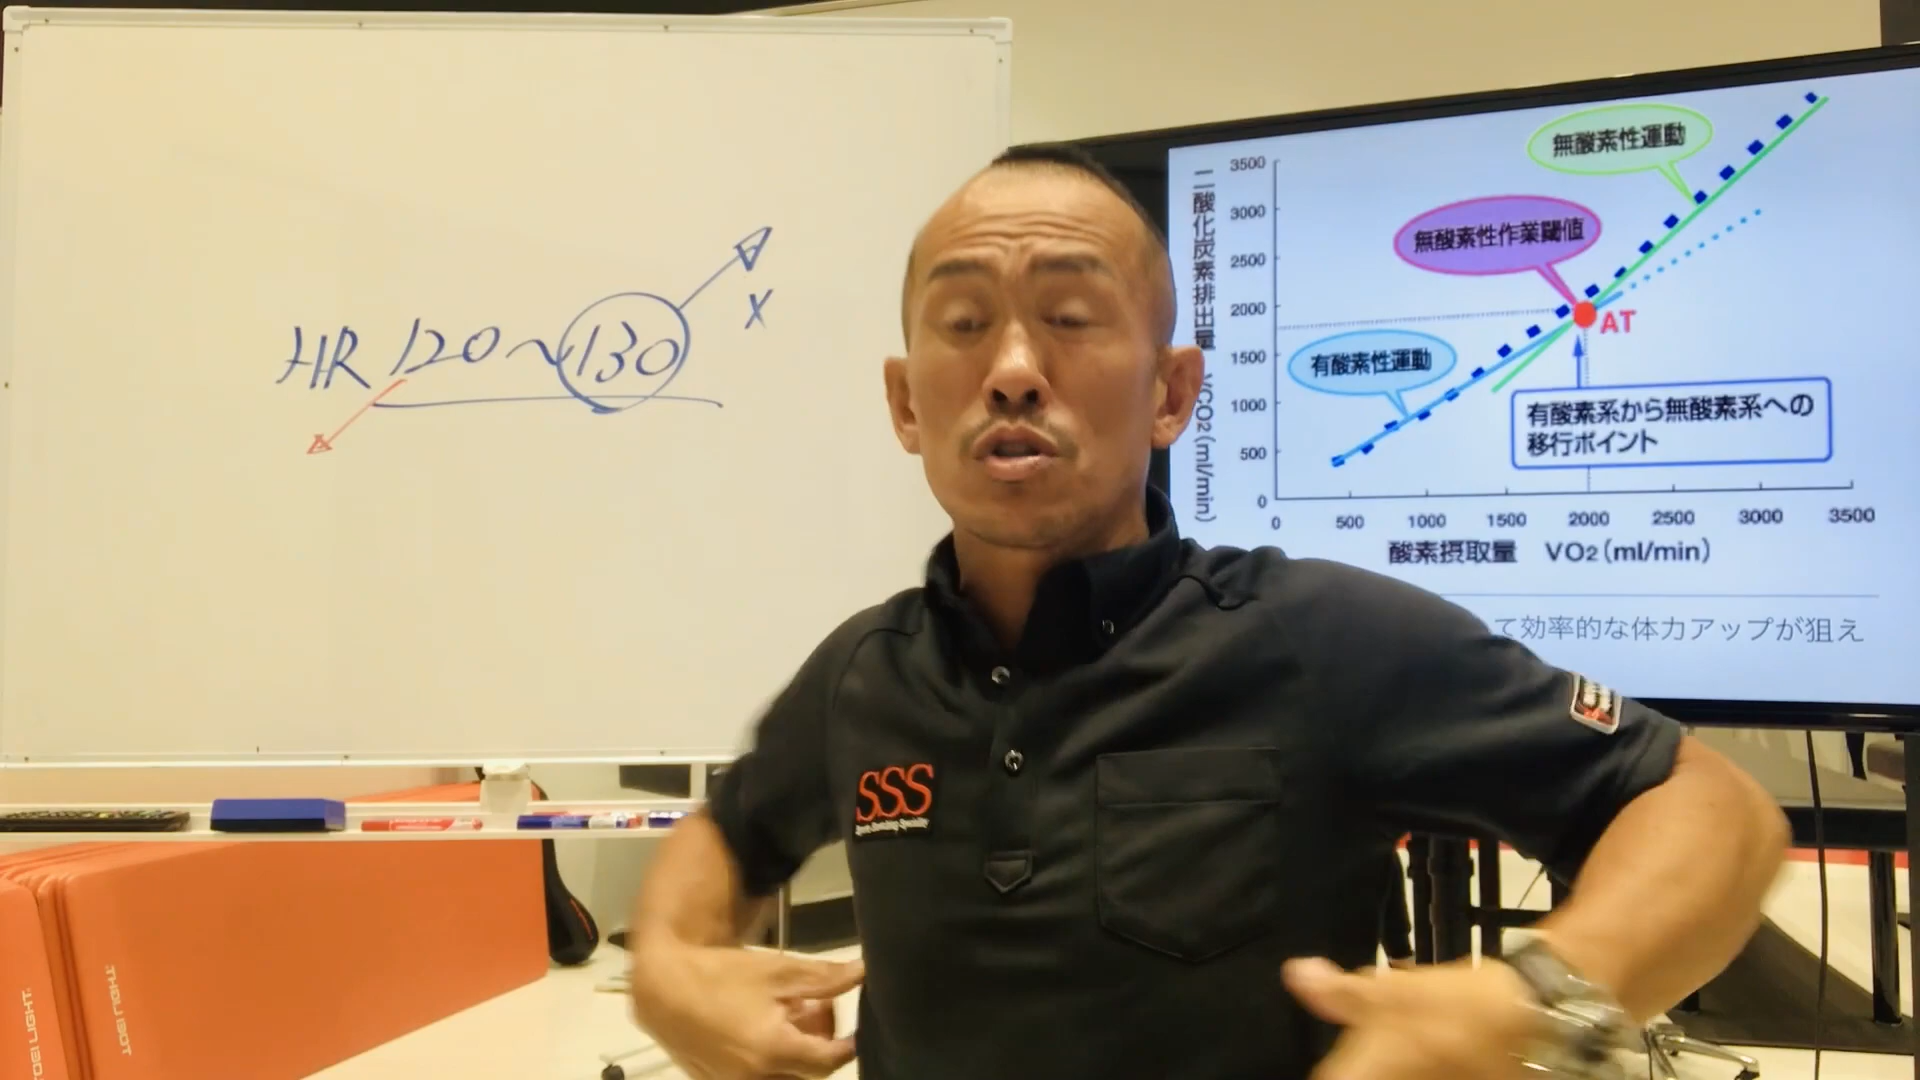 HR 120~130
X
無酸素性運動
無酸素性作業閾値
AT
有酸素性運動
有酸素系から無酸素系への
移行ポイント
二酸化炭素排出量 VCO2(ml/min)
3500
3000
2500
2000
1500
1000
500
0
0 500 1000 1500 2000 2500 3000 3500
酸素摂取量 VO2(ml/min)
て効率的な体力アップが狙え
SSS
TOEI LIGHT
TOEI LIGHT